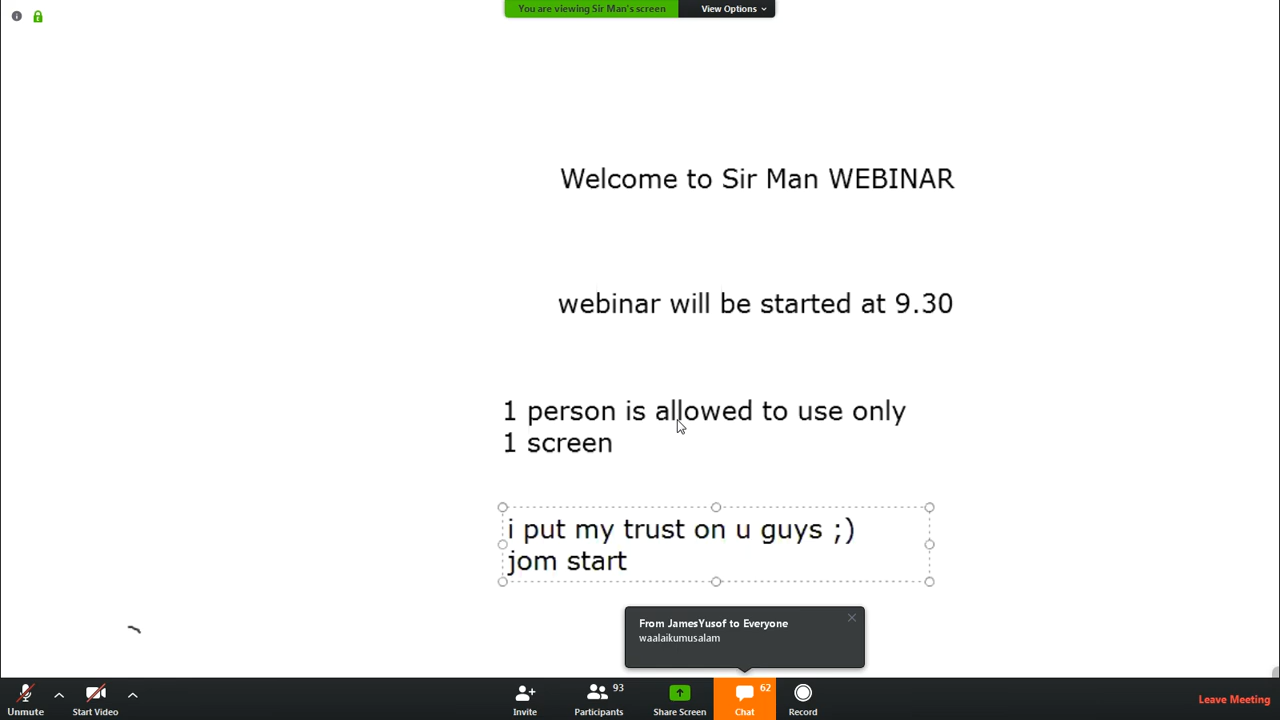 You are viewing Sir Man's screen
View Options
Welcome to Sir Man WEBINAR
webinar will be started at 9.30
1 person is allowed to use only
1 screen
i put my trust on u guys ;)
jom start
From JamesYusof to Everyone
waalaikumusalam
93
62
Unmute
Start Video
Invite
Participants
Share Screen
Chat
Record
Leave Meeting